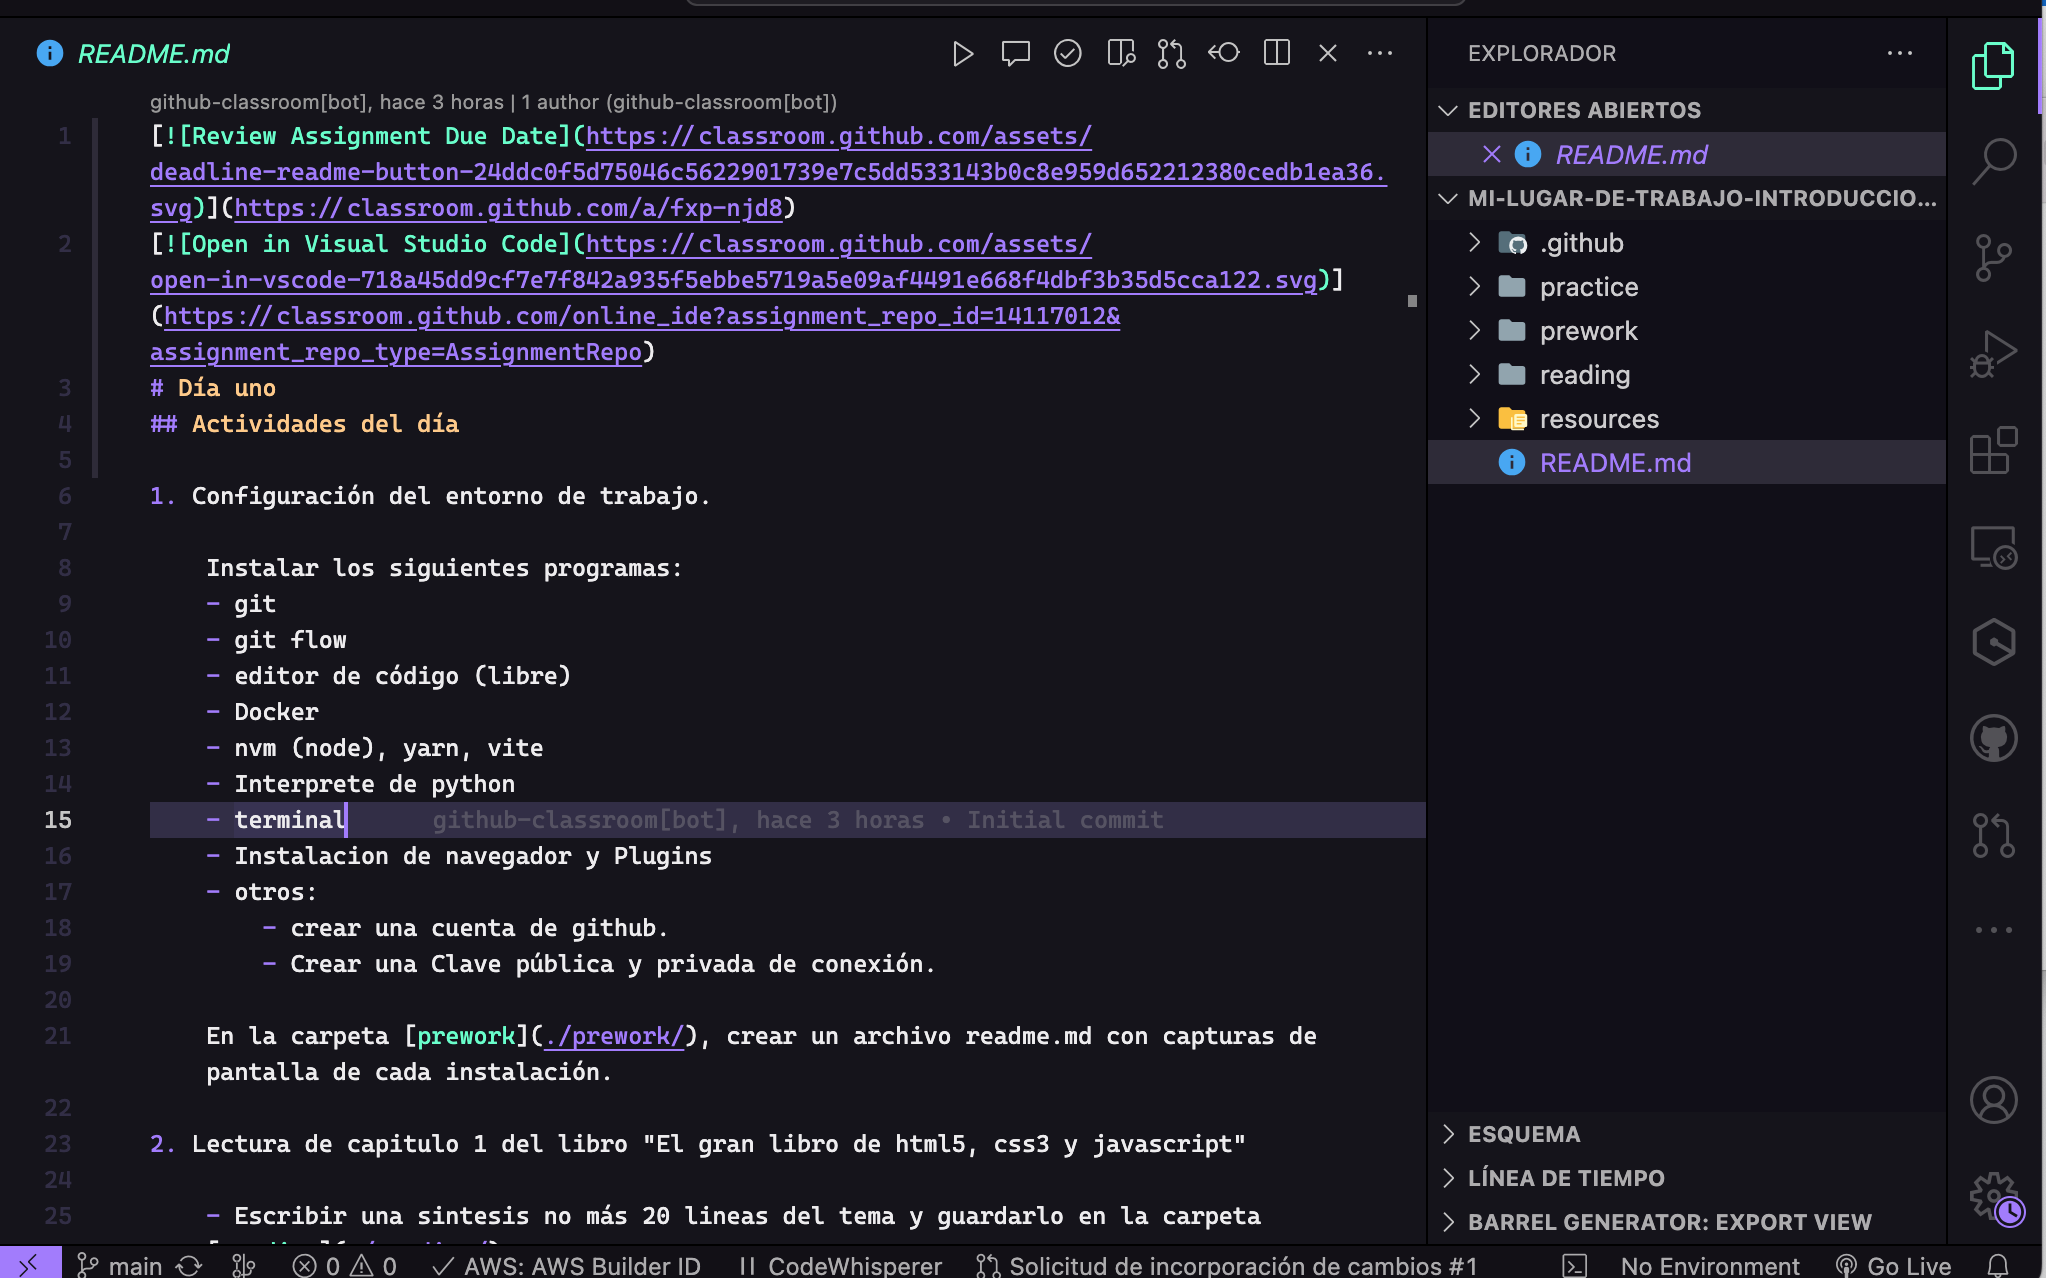 README.md
github-classroom[bot], hace 3 horas | 1 author (github-classroom[bot])
1 [![Review Assignment Due Date](https://classroom.github.com/assets/
deadline-readme-button-24ddc0f5d75046c5622901739e7c5dd533143b0c8e959d652212380cedb1ea36.
svg)](https://classroom.github.com/a/fxp-njd8)
2 [![Open in Visual Studio Code](https://classroom.github.com/assets/
open-in-vscode-718a45dd9cf7e7f842a935f5ebbe5719a5e09af4491e668f4dbf3b35d5cca122.svg)]
(https://classroom.github.com/online_ide?assignment_repo_id=14117012&
assignment_repo_type=AssignmentRepo)
3 # Día uno
4 ## Actividades del día
5
6 1. Configuración del entorno de trabajo.
7
8 Instalar los siguientes programas:
9 - git
10 - git flow
11 - editor de código (libre)
12 - Docker
13 - nvm (node), yarn, vite
14 - Interprete de python
15 - terminal github-classroom[bot], hace 3 horas • Initial commit
16 - Instalacion de navegador y Plugins
17 - otros:
18 - crear una cuenta de github.
19 - Crear una Clave pública y privada de conexión.
20
21 En la carpeta [prework](./prework/), crear un archivo readme.md con capturas de
pantalla de cada instalación.
22
23 2. Lectura de capitulo 1 del libro "El gran libro de html5, css3 y javascript"
24
25 - Escribir una sintesis no más 20 lineas del tema y guardarlo en la carpeta
EXPLORADOR
EDITORES ABIERTOS
README.md
MI-LUGAR-DE-TRABAJO-INTRODUCCIO...
.github
practice
prework
reading
resources
README.md
ESQUEMA
LÍNEA DE TIEMPO
BARREL GENERATOR: EXPORT VIEW
main 0 0 AWS: AWS Builder ID CodeWhisperer Solicitud de incorporación de cambios #1 No Environment Go Live